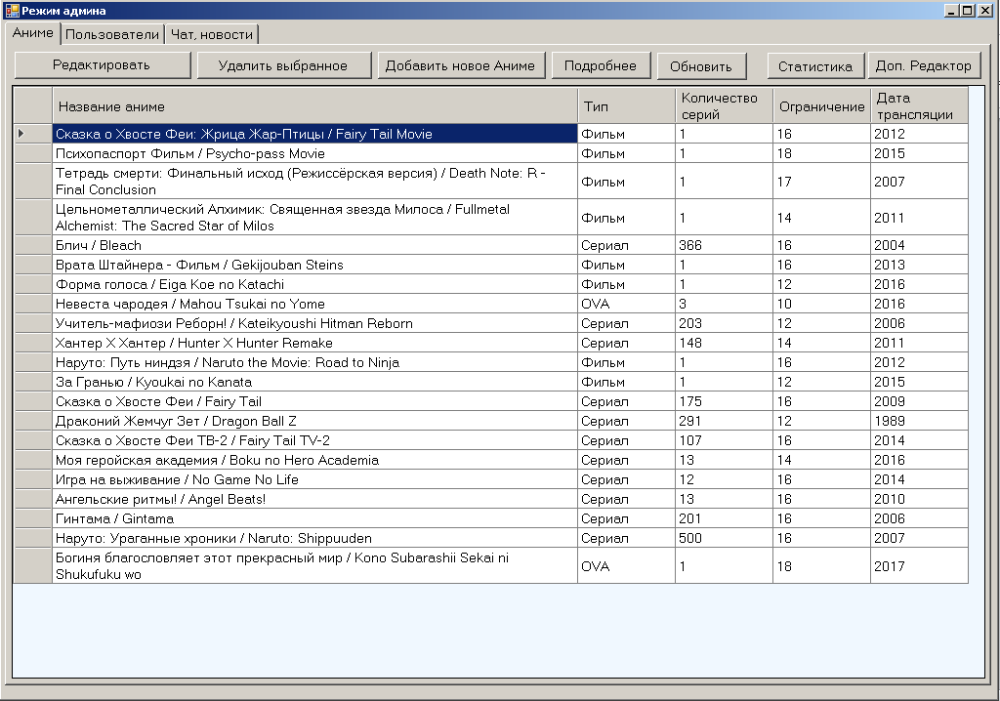 Режим админа
Аниме Пользователи Чат, новости
Редактировать Удалить выбранное Добавить новое Аниме Подробнее Обновить Статистика Доп. Редактор
Название аниме Тип Количество серий Ограничение Дата трансляции
Сказка о Хвосте Феи: Жрица Жар-Птицы / Fairy Tail Movie Фильм 1 16 2012
Психопаспорт Фильм / Psycho-pass Movie Фильм 1 18 2015
Тетрадь смерти: Финальный исход (Режиссёрская версия) / Death Note: R -
Final Conclusion Фильм 1 17 2007
Цельнометаллический Алхимик: Священная звезда Милоса / Fullmetal
Alchemist: The Sacred Star of Milos Фильм 1 14 2011
Блич / Bleach Сериал 366 16 2004
Врата Штайнера - Фильм / Gekijouban Steins Фильм 1 16 2013
Форма голоса / Eiga Koe no Katachi Фильм 1 12 2016
Невеста чародея / Mahou Tsukai no Yome OVA 3 10 2016
Учитель-мафиози Реборн! / Kateikyoushi Hitman Reborn Сериал 203 12 2006
Хантер Х Хантер / Hunter X Hunter Remake Сериал 148 14 2011
Наруто: Путь ниндзя / Naruto the Movie: Road to Ninja Фильм 1 16 2012
За Гранью / Kyoukai no Kanata Фильм 1 12 2015
Сказка о Хвосте Феи / Fairy Tail Сериал 175 16 2009
Драконий Жемчуг Зет / Dragon Ball Z Сериал 291 12 1989
Сказка о Хвосте Феи ТВ-2 / Fairy Tail TV-2 Сериал 107 16 2014
Моя геройская академия / Boku no Hero Academia Сериал 13 14 2016
Игра на выживание / No Game No Life Сериал 12 16 2014
Ангельские ритмы! / Angel Beats! Сериал 13 16 2010
Гинтама / Gintama Сериал 201 16 2006
Наруто: Ураганные хроники / Naruto: Shippuuden Сериал 500 16 2007
Богиня благословляет этот прекрасный мир / Kono Subarashii Sekai ni
Shukufuku wo OVA 1 18 2017